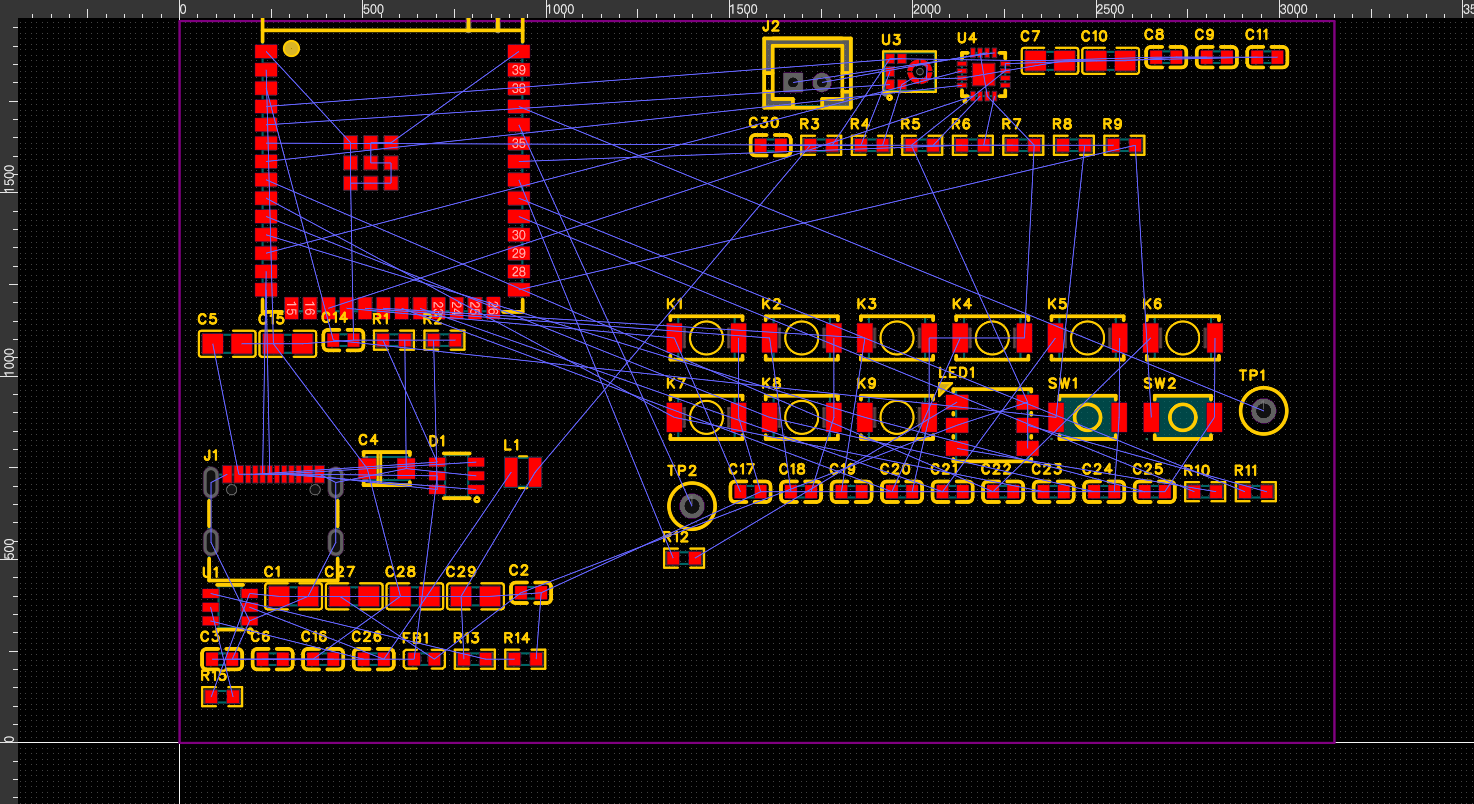 0 500 1000 1500 2000 2500 3000 35
J2
U3 U4 C7 C10 C8 C9 C11
39
38
C30 R3 R4 R5 R6 R7 R8 R9
35
1500
30
29
28
15 16 23 24 25 26
K1 K2 K3 K4 K5 K6
C5 C15 C14 R1 R2
1000
K7 K8 K9 LED1 SW1 SW2 TP1
J1 C4 D1 L1
TP2 C17 C18 C19 C20 C21 C22 C23 C24 C25 R10 R11
500
R12
U1 C1 C27 C28 C29 C2
C3 C6 C16 C26 FB1 R13 R14
R15
0